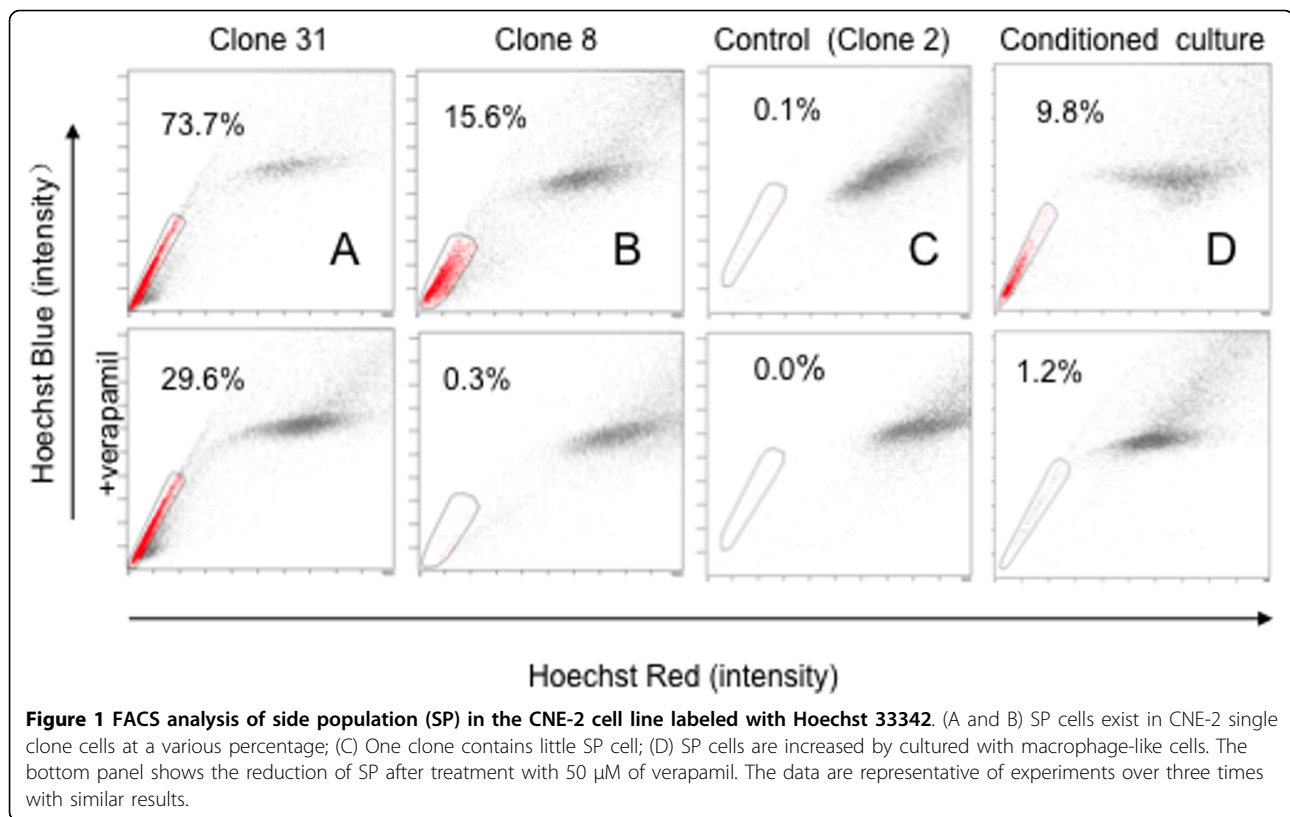 Clone 31
Clone 8
Control (Clone 2)
Conditioned culture
Hoechst Blue (intensity)
73.7%
A
15.6%
B
0.1%
C
9.8%
D
+verapamil
29.6%
0.3%
0.0%
1.2%
Hoechst Red (intensity)
Figure 1 FACS analysis of side population (SP) in the CNE-2 cell line labeled with Hoechst 33342. (A and B) SP cells exist in CNE-2 single
clone cells at a various percentage; (C) One clone contains little SP cell; (D) SP cells are increased by cultured with macrophage-like cells. The
bottom panel shows the reduction of SP after treatment with 50 μM of verapamil. The data are representative of experiments over three times
with similar results.